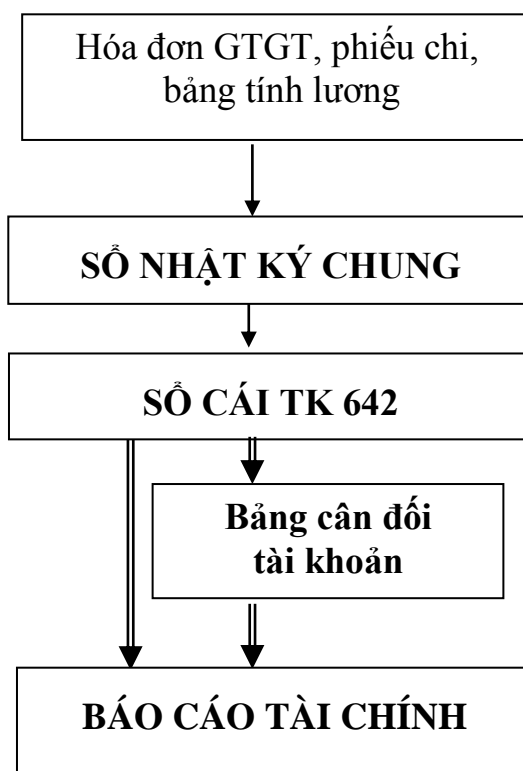 Hóa đơn GTGT, phiếu chi,
bảng tính lương
SỔ NHẬT KÝ CHUNG
SỔ CÁI TK 642
Bảng cân đối
tài khoản
BÁO CÁO TÀI CHÍNH